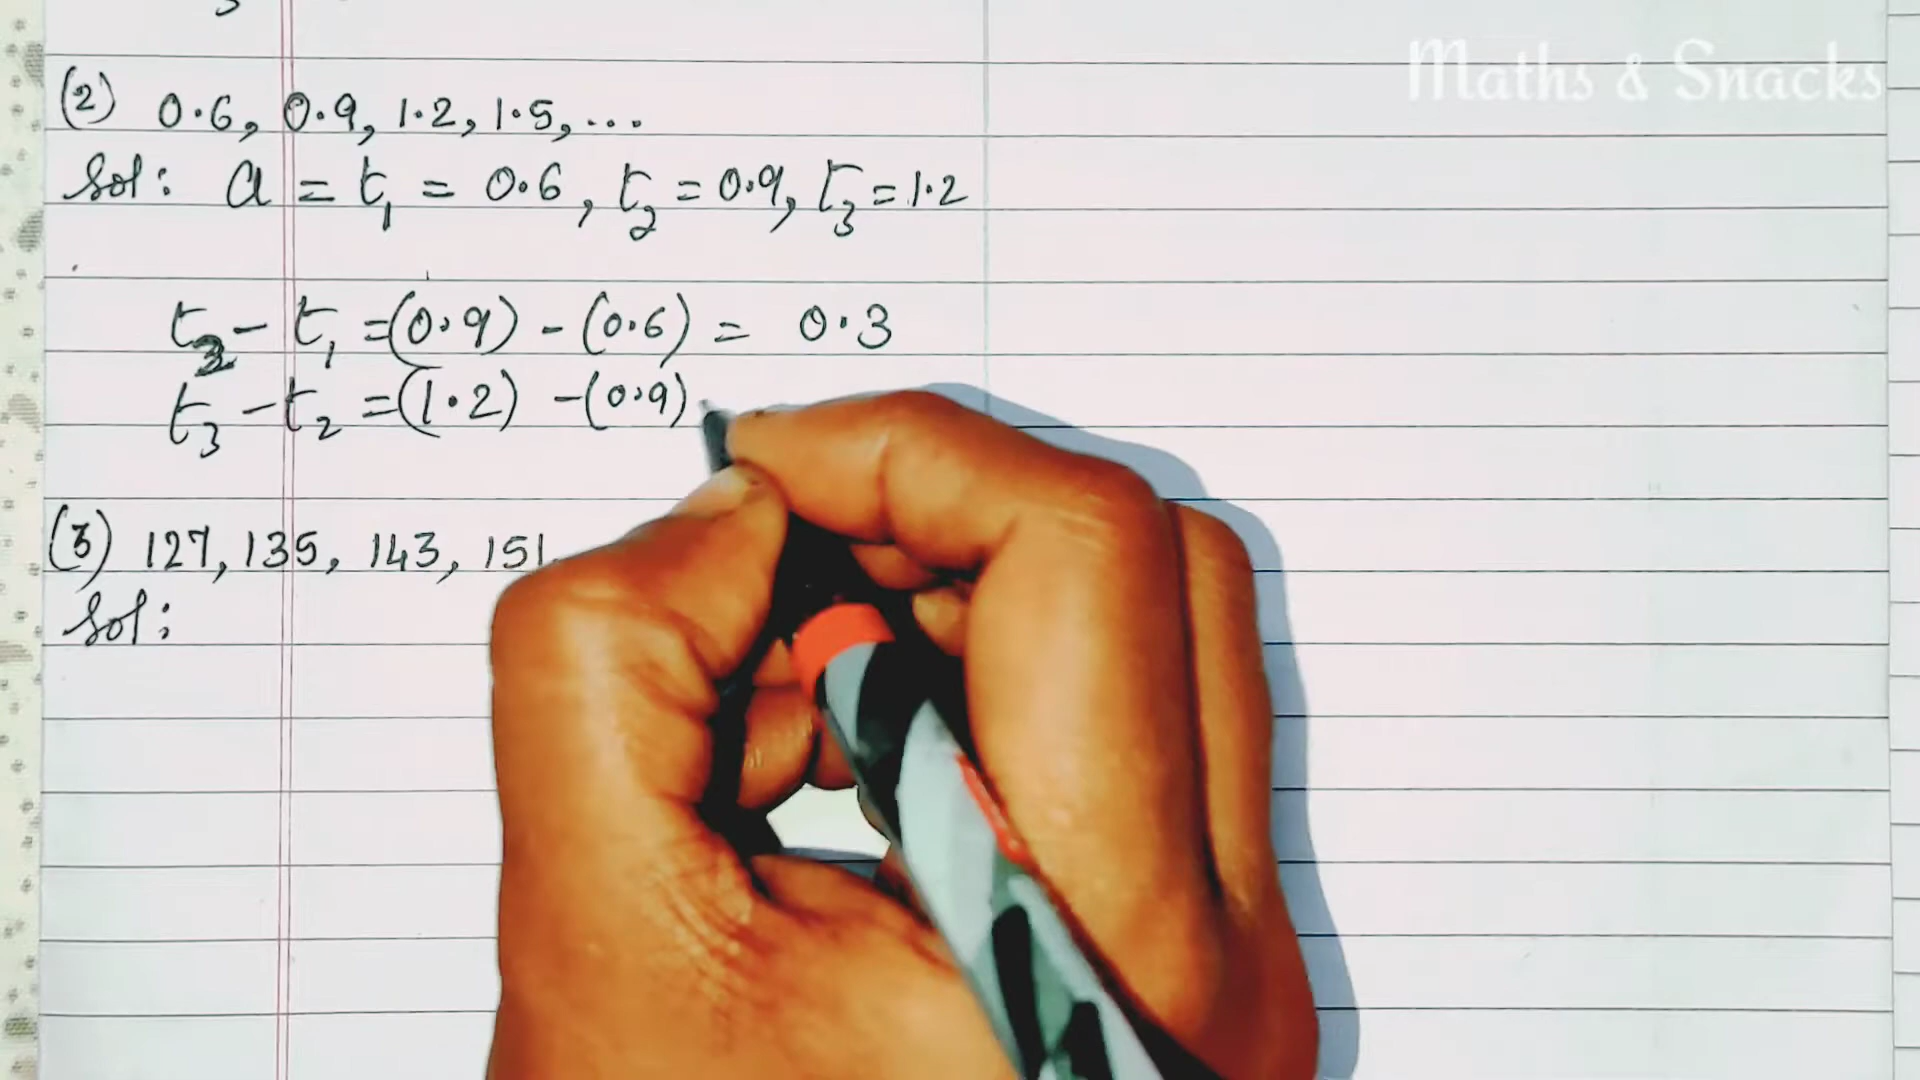 Maths & Snacks
(2) 0.6, 0.9, 1.2, 1.5, ...
Sol: a = t₁ = 0.6, t₂ = 0.9, t₃ = 1.2
t₂ - t₁ = (0.9) - (0.6) = 0.3
t₃ - t₂ = (1.2) - (0.9)
(3) 127, 135, 143, 151
Sol: